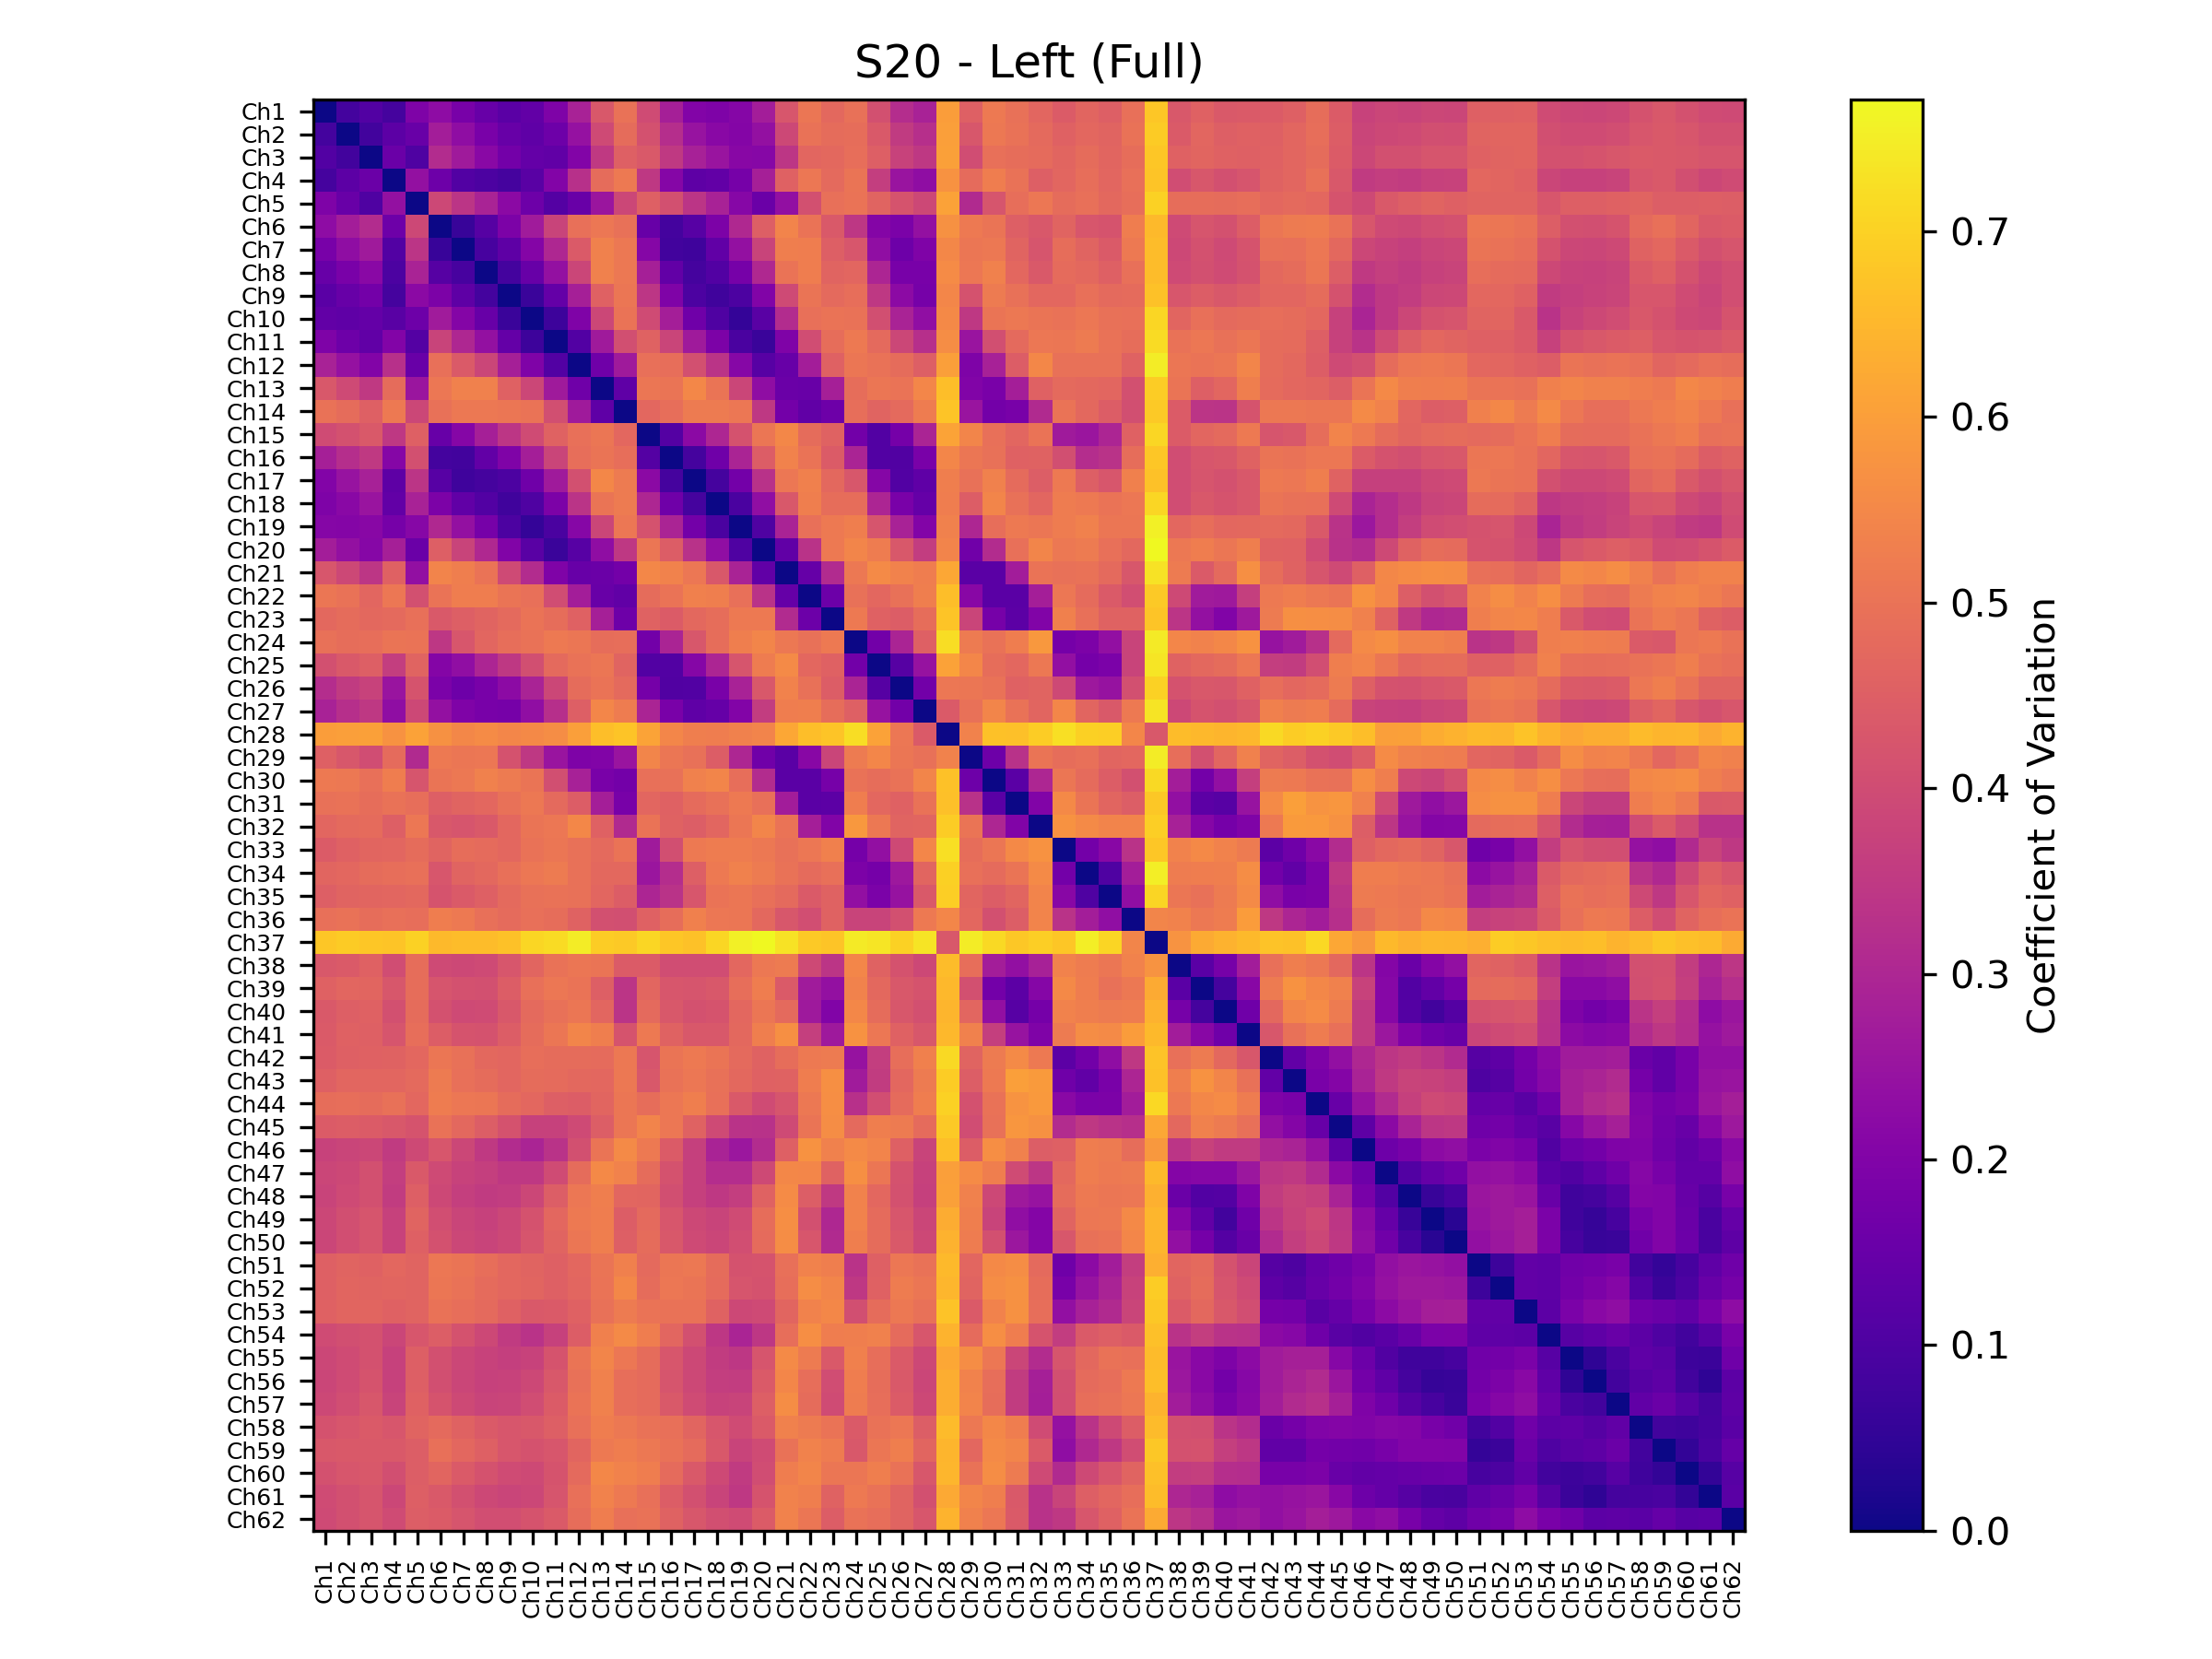 S20 - Left (Full)
Ch1
Ch2
Ch3
Ch4
Ch5
Ch6
Ch7
Ch8
Ch9
Ch10
Ch11
Ch12
Ch13
Ch14
Ch15
Ch16
Ch17
Ch18
Ch19
Ch20
Ch21
Ch22
Ch23
Ch24
Ch25
Ch26
Ch27
Ch28
Ch29
Ch30
Ch31
Ch32
Ch33
Ch34
Ch35
Ch36
Ch37
Ch38
Ch39
Ch40
Ch41
Ch42
Ch43
Ch44
Ch45
Ch46
Ch47
Ch48
Ch49
Ch50
Ch51
Ch52
Ch53
Ch54
Ch55
Ch56
Ch57
Ch58
Ch59
Ch60
Ch61
Ch62
Ch1
Ch2
Ch3
Ch4
Ch5
Ch6
Ch7
Ch8
Ch9
Ch10
Ch11
Ch12
Ch13
Ch14
Ch15
Ch16
Ch17
Ch18
Ch19
Ch20
Ch21
Ch22
Ch23
Ch24
Ch25
Ch26
Ch27
Ch28
Ch29
Ch30
Ch31
Ch32
Ch33
Ch34
Ch35
Ch36
Ch37
Ch38
Ch39
Ch40
Ch41
Ch42
Ch43
Ch44
Ch45
Ch46
Ch47
Ch48
Ch49
Ch50
Ch51
Ch52
Ch53
Ch54
Ch55
Ch56
Ch57
Ch58
Ch59
Ch60
Ch61
Ch62
0.7
0.6
0.5
0.4
0.3
0.2
0.1
0.0
Coefficient of Variation